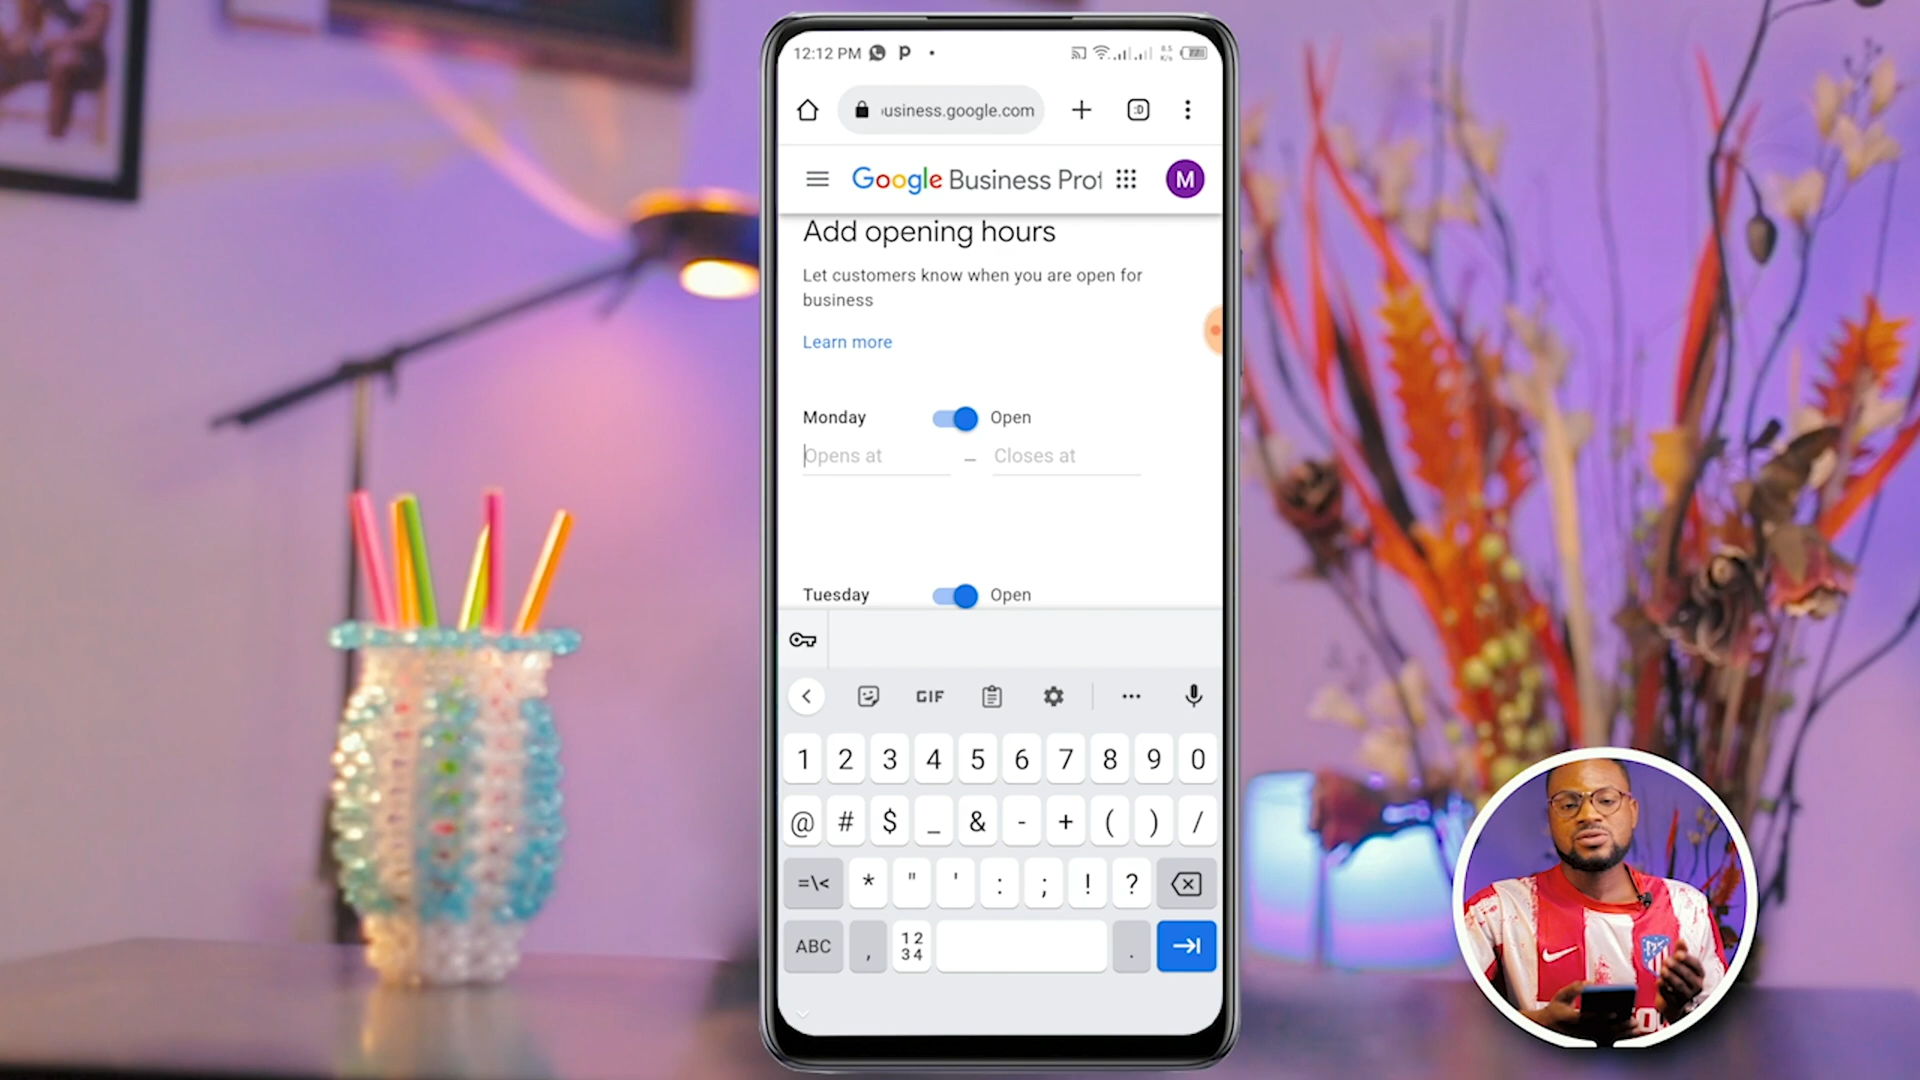 12:12 PM
8.5
K/s
usiness.google.com
:D
Google Business Prof
M
Add opening hours
Let customers know when you are open for
business
Learn more
Monday Open
Opens at – Closes at
Tuesday Open
GIF
1 2 3 4 5 6 7 8 9 0
@ # $ _ & - + ( ) /
=\< * " ' : ; ! ?
ABC , 12 .
34